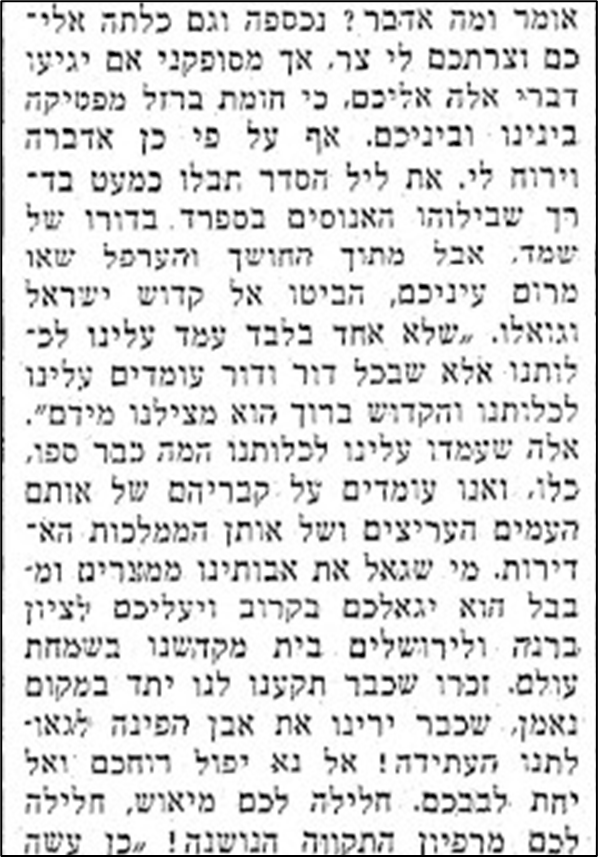 אומר ומה אדבר? נכספה וגם כלתה אלי־
כם וצרתכם לי צר, אך מסופקני אם יגיעו
דברי אלה אליכם, כי חומת ברזל מפסיקה
בינינו וביניכם. אף על פי כן אדברה
וירוח לי. את ליל הסדר תבלו כמעט בד־
רך שבילוהו האנוסים בספרד בדורו של
שמד. אבל מתוך החושך והערפל שאו
מרום עיניכם, הביטו אל קדוש ישראל
וגואלו. „שלא אחד בלבד עמד עלינו לכ־
לותנו אלא שבכל דור ודור עומדים עלינו
לכלותנו והקדוש ברוך הוא מצילנו מידם”.
אלה שעמדו עלינו לכלותנו המה כבר ספו,
כלו, ואנו עומדים על קבריהם של אותם
העמים העריצים ושל אותן הממלכות הא־
דירות. מי שגאל את אבותינו ממצרים ומ־
בבל הוא יגאלכם בקרוב ויעליכם לציון
ברנה ולירושלים בית מקדשנו בשמחת
עולם. זכרו שכבר תקענו לנו יתד במקום
נאמן, שכבר ירינו את אבן הפינה לגאו־
לתנו העתידה! אל נא יפול רוחכם ואל
יחת לבבכם. חלילה לכם מיאוש, חלילה
לכם מרפיון התקווה הנושנה! „כן עשה